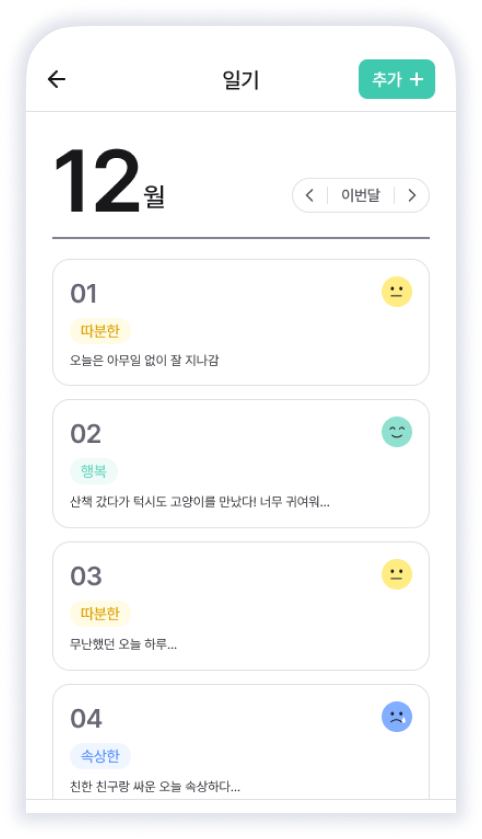 일기
추가 +
12월
이번달
01
따분한
오늘은 아무일 없이 잘 지나감
02
행복
산책 갔다가 턱시도 고양이를 만났다! 너무 귀여워...
03
따분한
무난했던 오늘 하루...
04
속상한
친한 친구랑 싸운 오늘 속상하다...